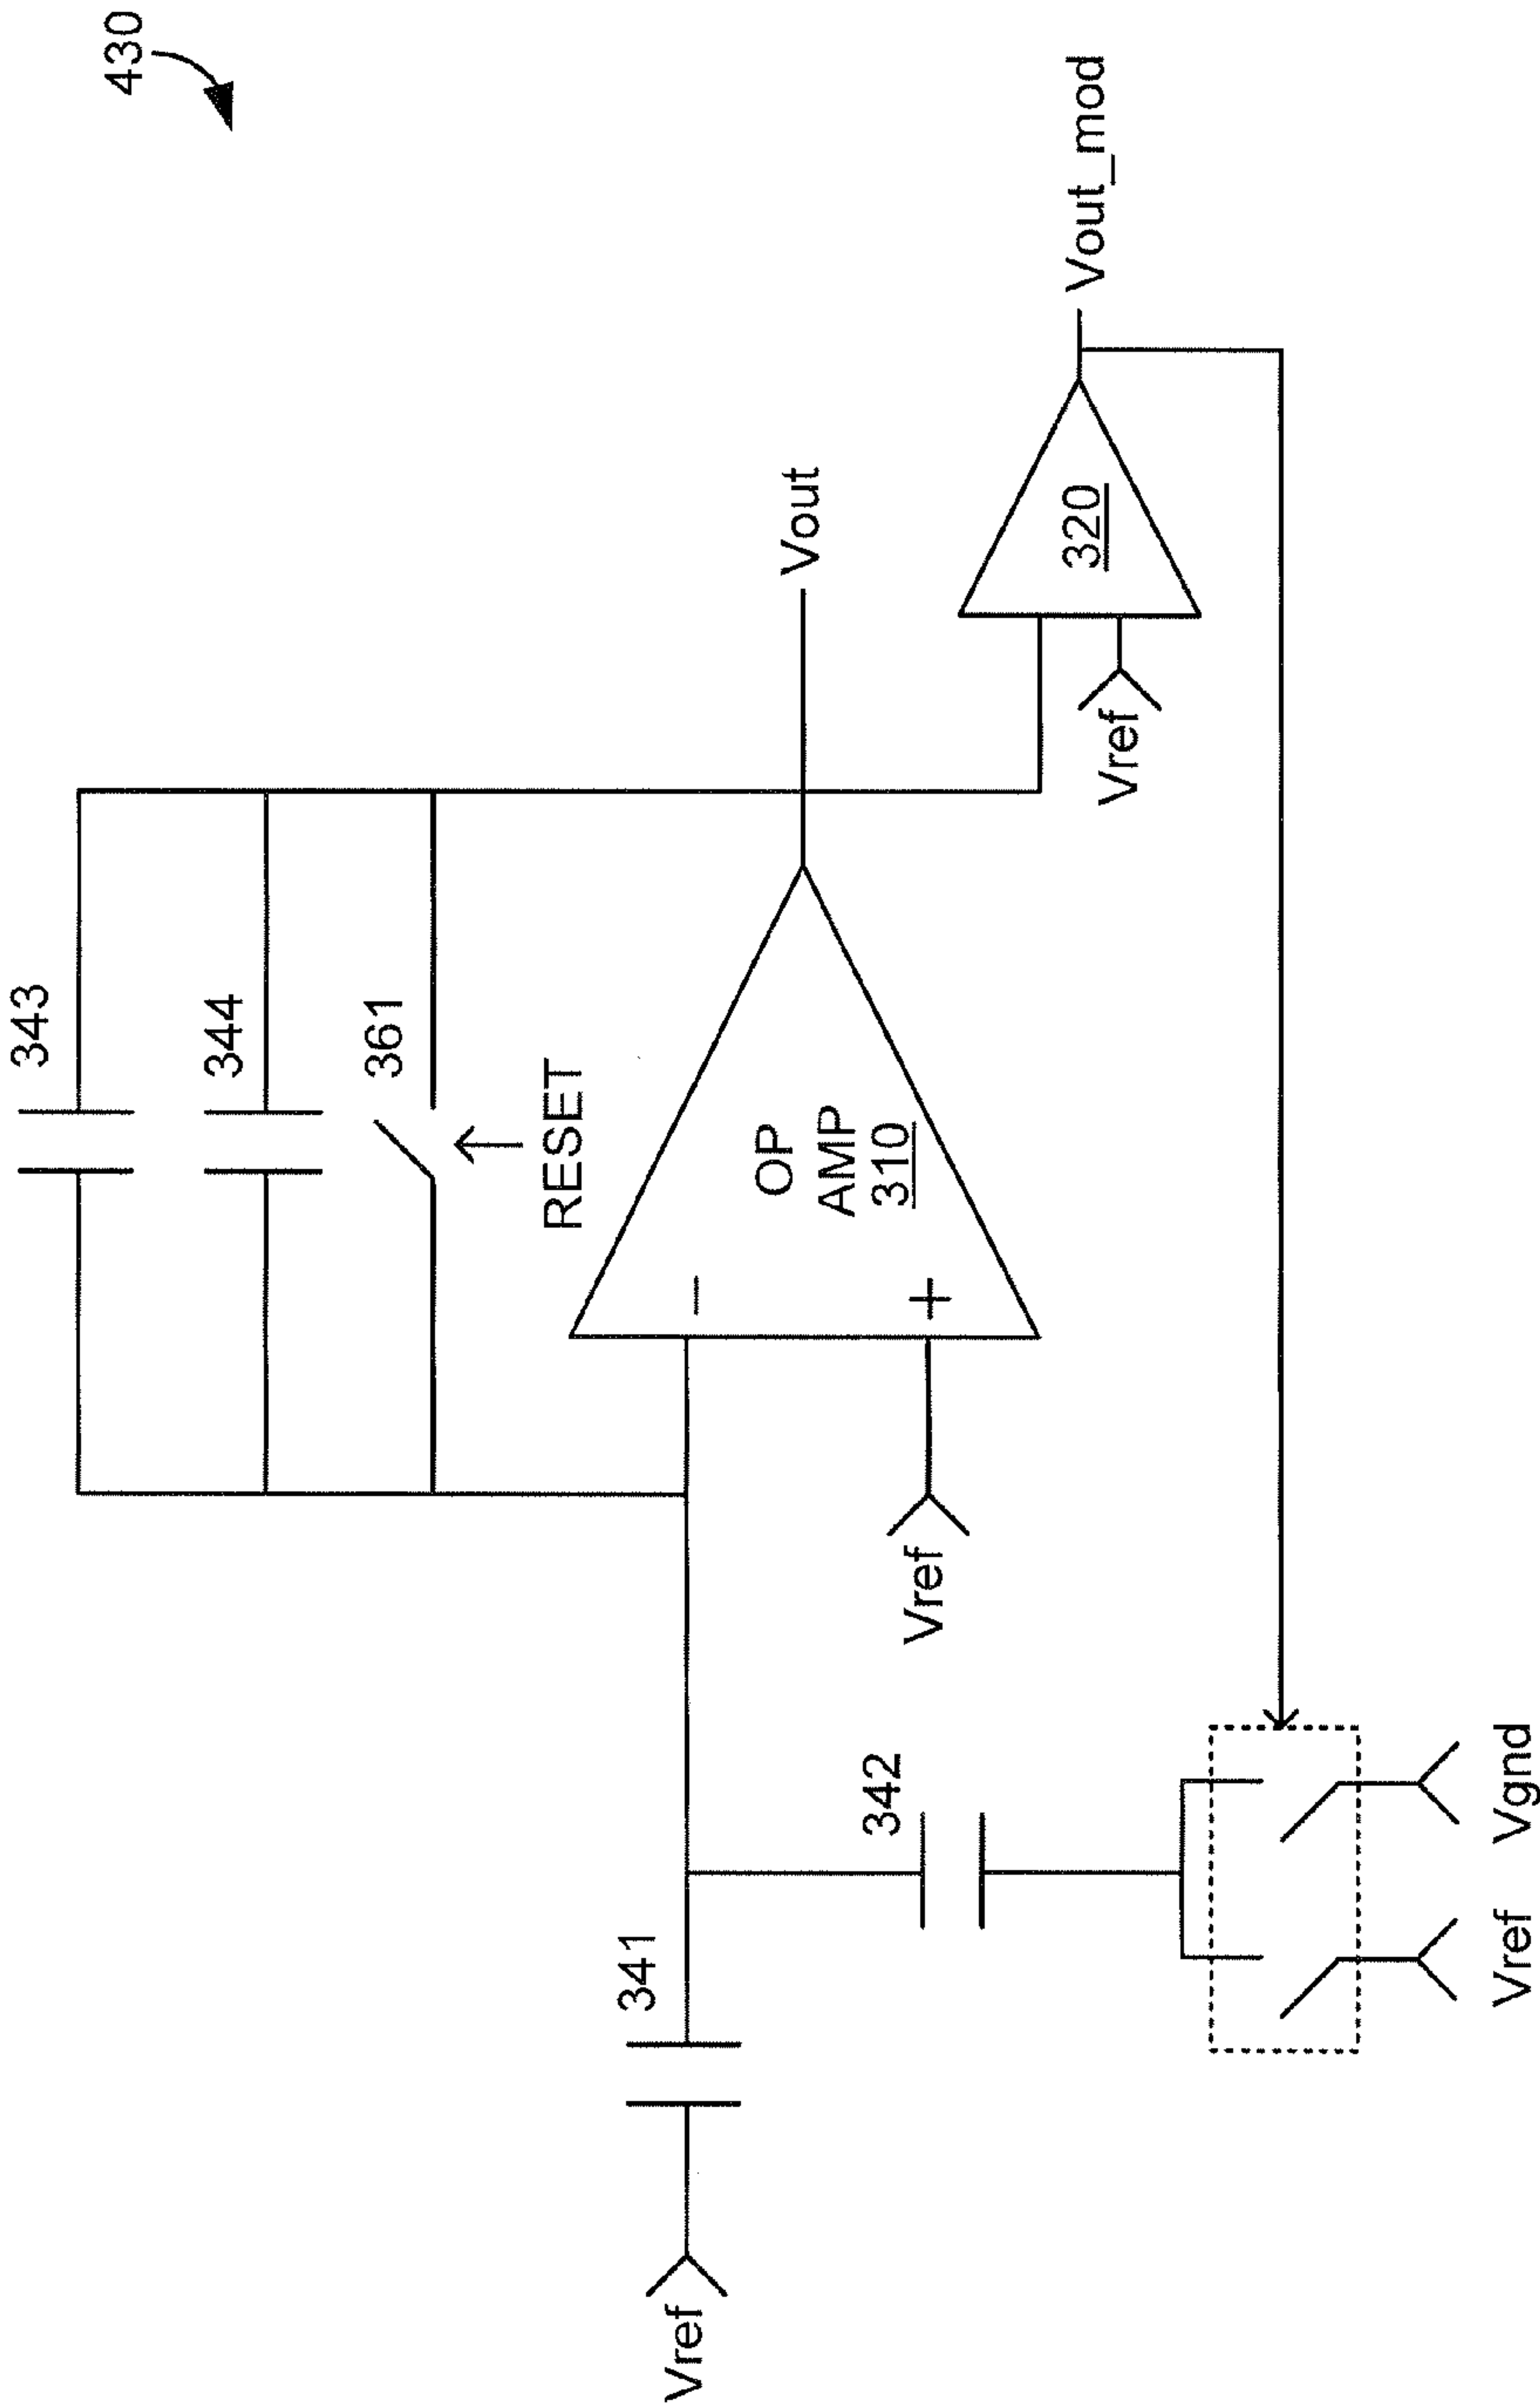 430
343
344
361
RESET
Vout
OP
AMP
310
−
+
320
Vout_mod
Vref
Vref
341
342
Vref
Vref
Vgnd